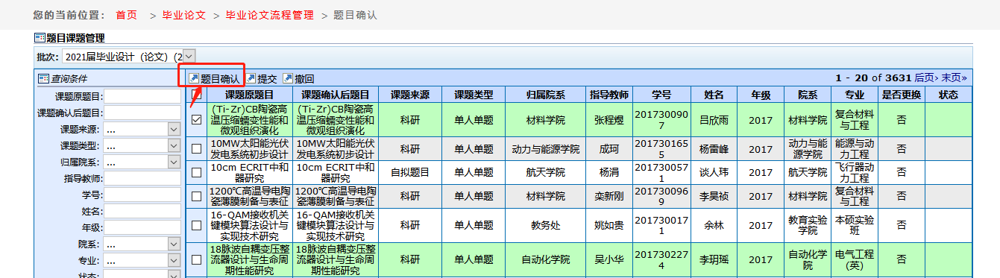 您的当前位置： 首页 > 毕业论文 > 毕业论文流程管理 > 题目确认
题目课题管理
批次： 2021届毕业设计（论文）(2
查询条件
课题原题目：
课题确认后题目：
课题来源： ...
课题类型： ...
归属院系： ...
指导教师：
学号：
姓名：
年级：
院系： ...
专业： ...
状态：
题目确认 提交 撤回 1 - 20 of 3631 后页› 末页»
课题原题目 课题确认后题目 课题来源 课题类型 归属院系 指导教师 学号 姓名 年级 院系 专业 是否更换 状态
(Ti-Zr)CB陶瓷高 (Ti-Zr)CB陶瓷高
温压缩蠕变性能和 温压缩蠕变性能和 科研 单人单题 材料学院 张程煜 201730090 吕欣雨 2017 材料学院 复合材料 否
微观组织演化 微观组织演化 7 与工程
10MW太阳能光伏 10MW太阳能光伏 科研 单人单题 动力与能源学院 成珂 201730165 杨雷峰 2017 动力与能 能源与动 否
发电系统初步设计 发电系统初步设计 5 源学院 力工程
10cm ECRIT中和 10cm ECRIT中和 自拟题目 单人单题 航天学院 杨涓 201730057 谈人玮 2017 航天学院 飞行器动 否
器研究 器研究 1 力工程
1200℃高温导电陶 1200℃高温导电陶 科研 单人单题 材料学院 栾新刚 201730096 李昊祯 2017 材料学院 复合材料 否
瓷薄膜制备与表征 瓷薄膜制备与表征 9 与工程
16-QAM接收机关 16-QAM接收机关
键模块算法设计与 键模块算法设计与 科研 单人单题 教务处 姚如贵 201730017 余林 2017 教育实验 本硕实验 否
实现技术研究 实现技术研究 1 学院 班
18脉波自耦变压整 18脉波自耦变压整
流器设计与生命周 流器设计与生命周 科研 单人单题 自动化学院 吴小华 201730227 李玥瑶 2017 自动化学 电气工程 否
期性能研究 期性能研究 4 院 (英)